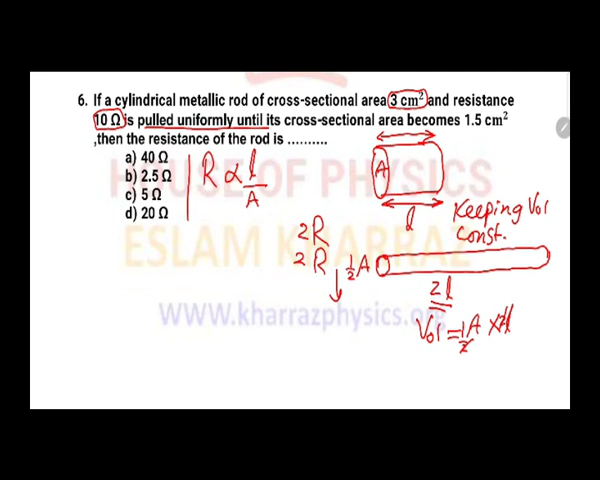 6. If a cylindrical metallic rod of cross-sectional area 3 cm² and resistance
10 Ω is pulled uniformly until its cross-sectional area becomes 1.5 cm²
,then the resistance of the rod is ..........
a) 40 Ω
b) 2.5 Ω
c) 5 Ω
d) 20 Ω
R ∝ l/A
A
l
Keeping Vol
Const.
2R
2R
½A
2l
Vol = ½A × 2l
HOUSE OF PHYSICS
ESLAM KHARRAZ
www.kharrazphysics.org